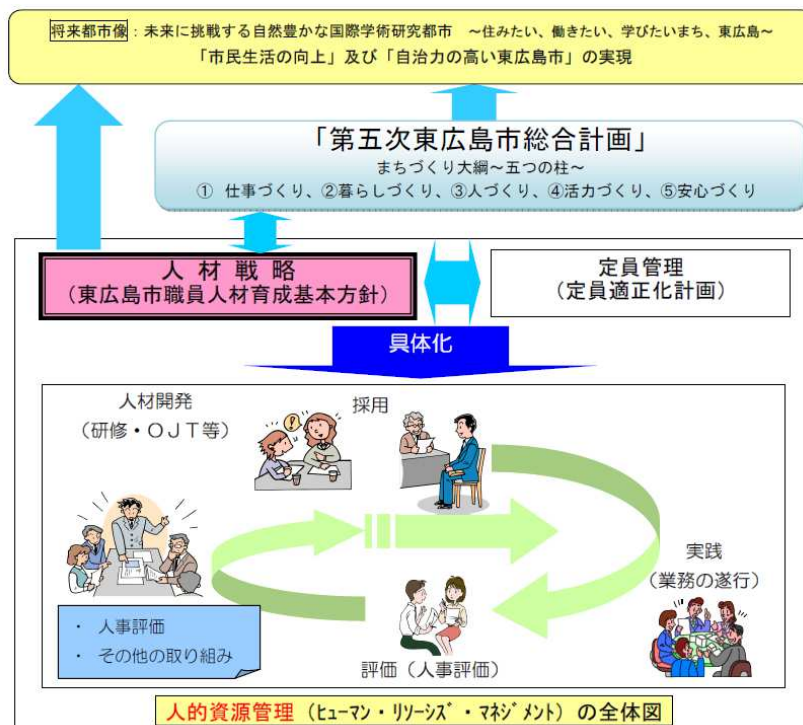 将来都市像：未来に挑戦する自然豊かな国際学術研究都市　～住みたい、働きたい、学びたいまち、東広島～
「市民生活の向上」及び「自治力の高い東広島市」の実現
「第五次東広島市総合計画」
まちづくり大綱～五つの柱～
①　仕事づくり、②暮らしづくり、③人づくり、④活力づくり、⑤安心づくり
人 材 戦 略
（東広島市職員人材育成基本方針）
定員管理
（定員適正化計画）
具体化
人材開発
（研修・ＯＪＴ等）
採用
実践
（業務の遂行）
・　人事評価
・　その他の取り組み
評価（人事評価）
人的資源管理（ﾋｭｰﾏﾝ・ﾘｿｰｼｽﾞ・ﾏﾈｼﾞﾒﾝﾄ）の全体図